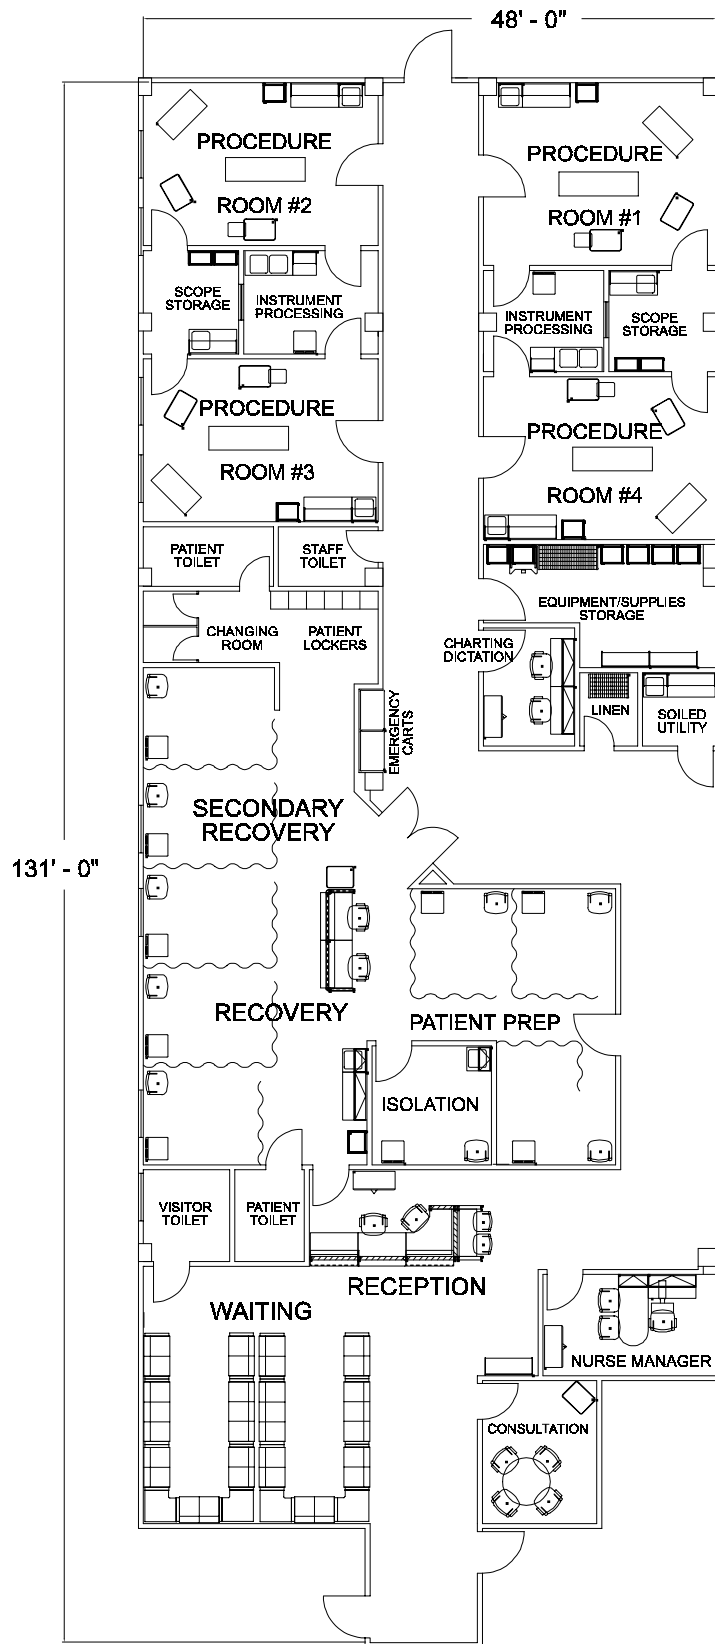 48' - 0"
PROCEDURE
ROOM #2
PROCEDURE
ROOM #1
SCOPE
STORAGE
INSTRUMENT
PROCESSING
INSTRUMENT
PROCESSING
SCOPE
STORAGE
PROCEDURE
ROOM #3
PROCEDURE
ROOM #4
PATIENT
TOILET
STAFF
TOILET
EQUIPMENT/SUPPLIES
STORAGE
CHANGING
ROOM
PATIENT
LOCKERS
CHARTING
DICTATION
LINEN
SOILED
UTILITY
EMERGENCY
CARTS
SECONDARY
RECOVERY
131' - 0"
RECOVERY
PATIENT PREP
ISOLATION
VISITOR
TOILET
PATIENT
TOILET
RECEPTION
WAITING
NURSE MANAGER
CONSULTATION